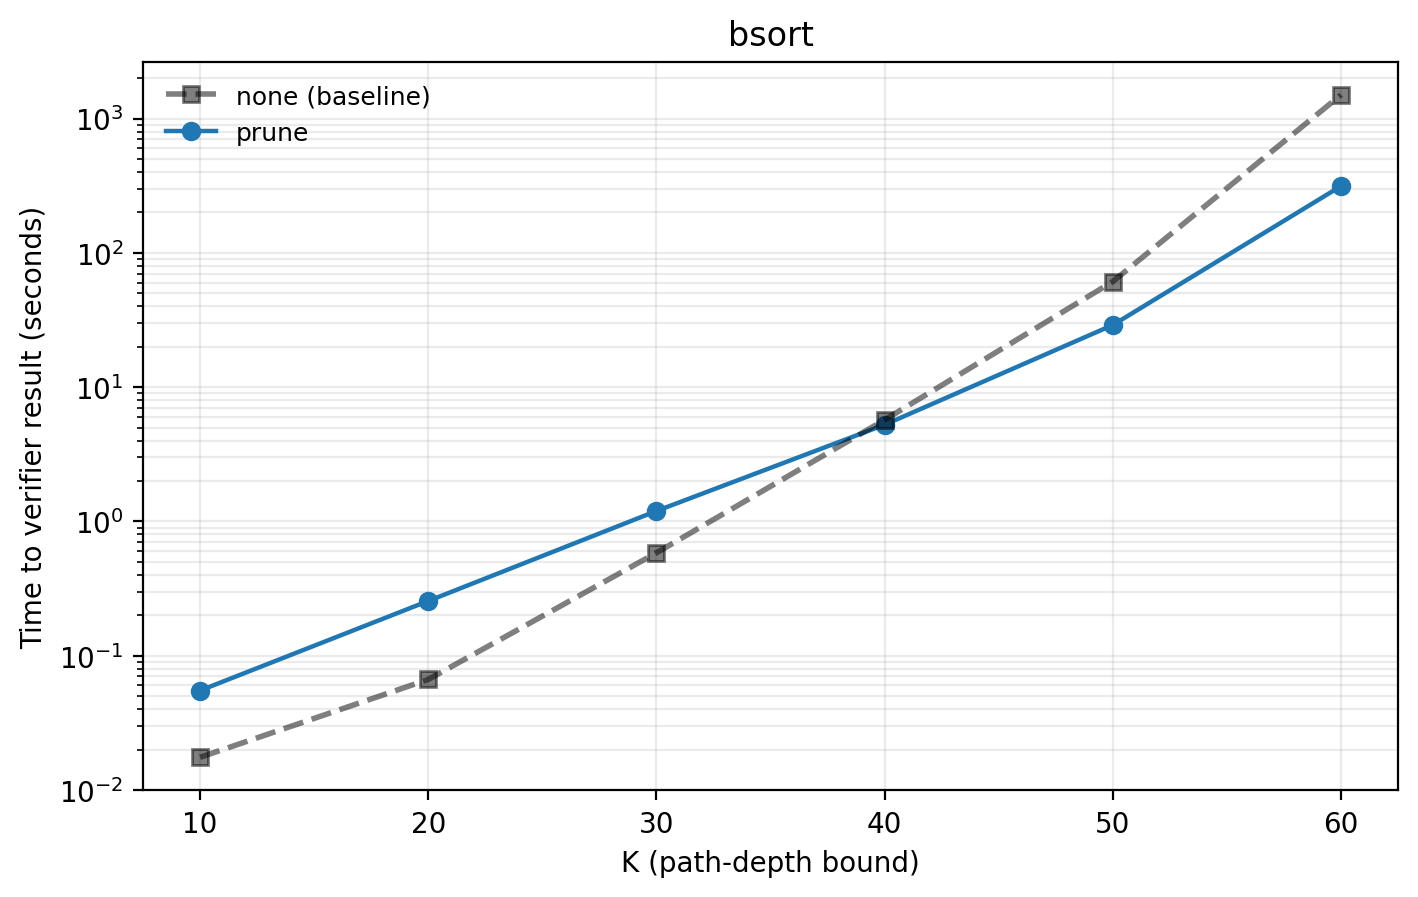 bsort
none (baseline)
prune
Time to verifier result (seconds)
10³
10²
10¹
10⁰
10⁻¹
10⁻²
10 20 30 40 50 60
K (path-depth bound)